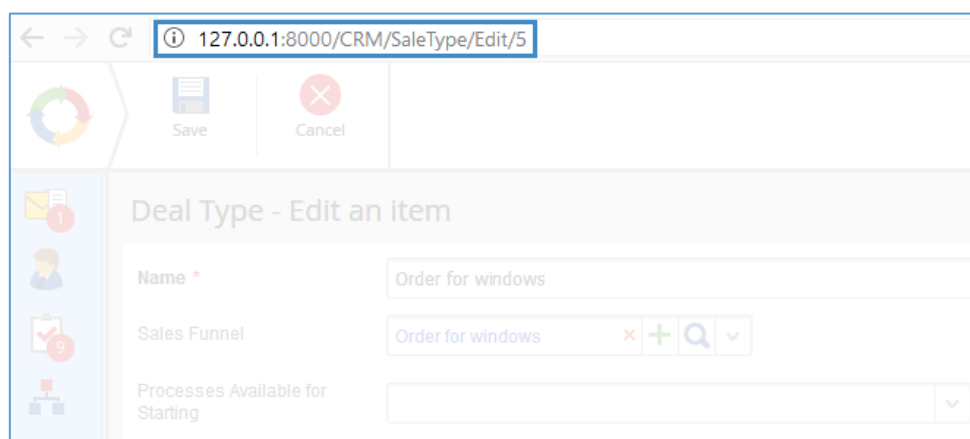 127.0.0.1:8000/CRM/SaleType/Edit/5
Save
Cancel
1
Deal Type - Edit an item
Name *
Order for windows
Sales Funnel
Order for windows
9
Processes Available for
Starting